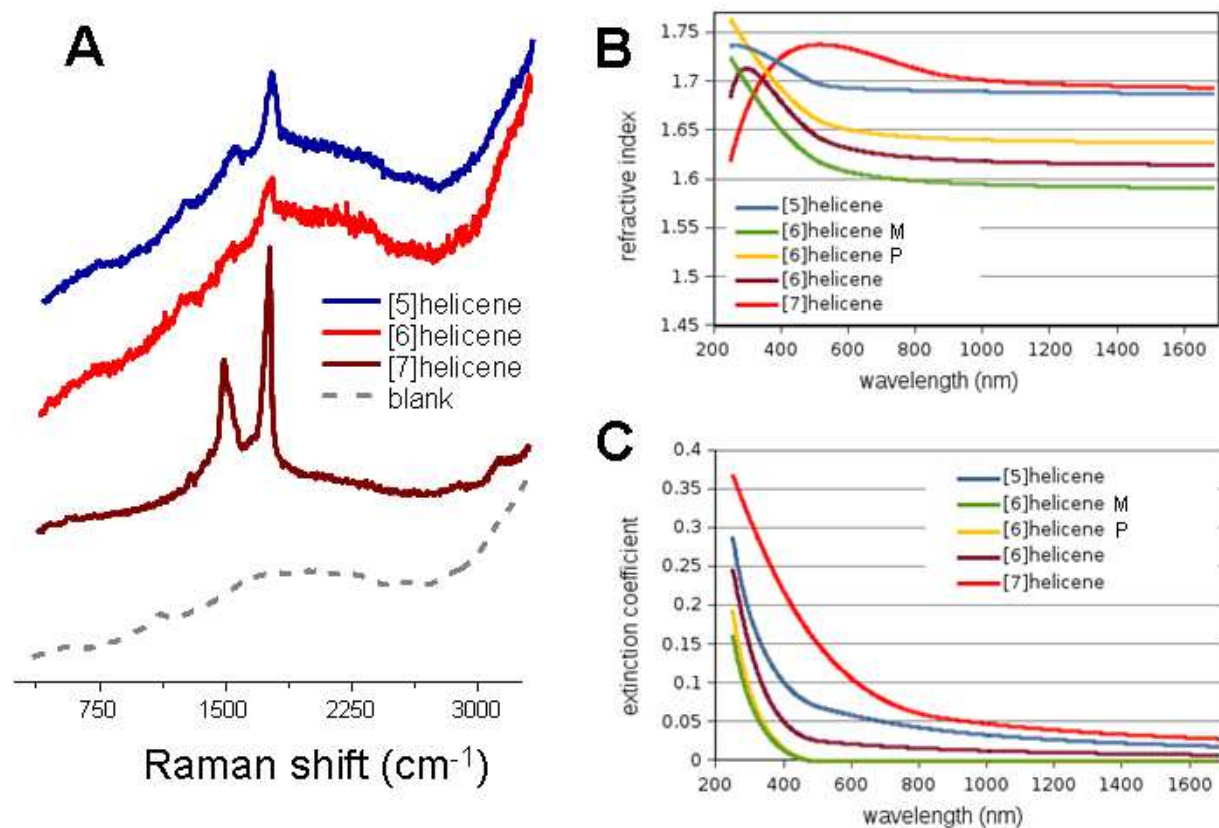 A
[5]helicene
[6]helicene
[7]helicene
blank
750 1500 2250 3000
Raman shift (cm-1)
B
1.75
1.7
1.65
1.6
1.55
1.5
1.45
refractive index
[5]helicene
[6]helicene M
[6]helicene P
[6]helicene
[7]helicene
200 400 600 800 1000 1200 1400 1600
wavelength (nm)
C
0.4
0.35
0.3
0.25
0.2
0.15
0.1
0.05
0
extinction coefficient
[5]helicene
[6]helicene M
[6]helicene P
[6]helicene
[7]helicene
200 400 600 800 1000 1200 1400 1600
wavelength (nm)